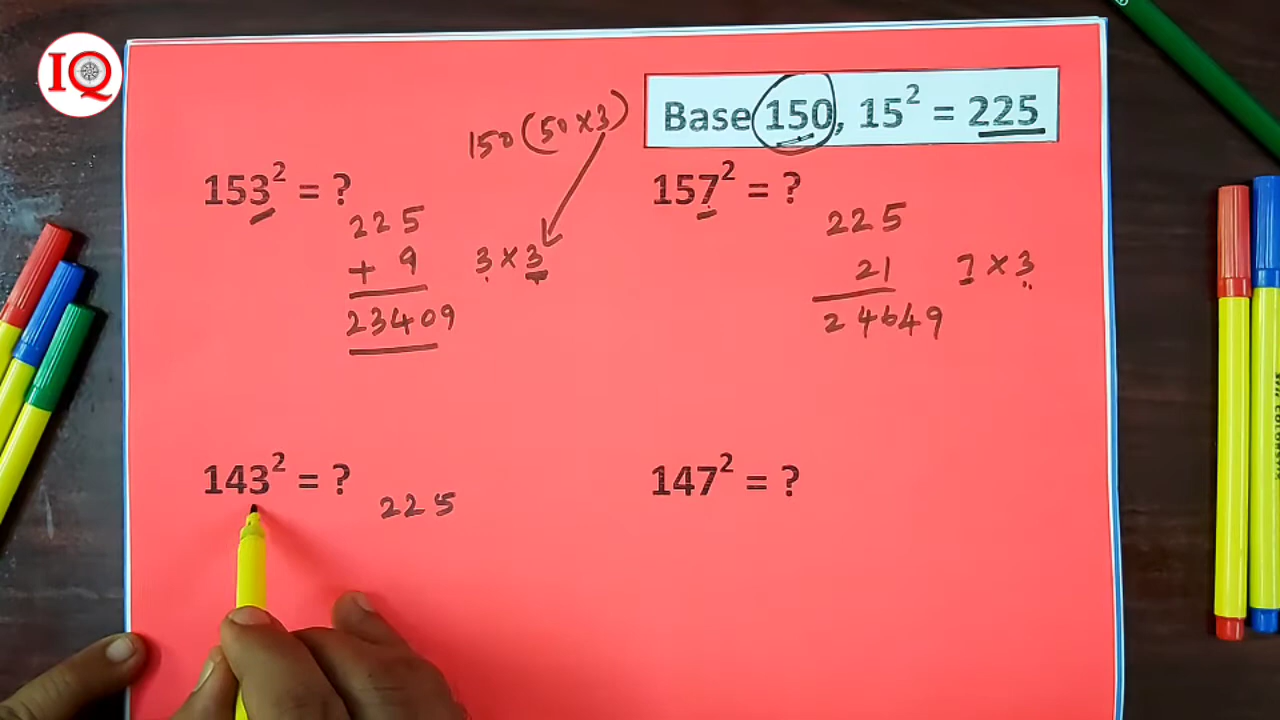 IQ
Base 150, 15² = 225
150 (50 × 3)
153² = ?
225
+ 9
3 × 3
23409
157² = ?
225
21
7 × 3
24649
143² = ?
225
147² = ?